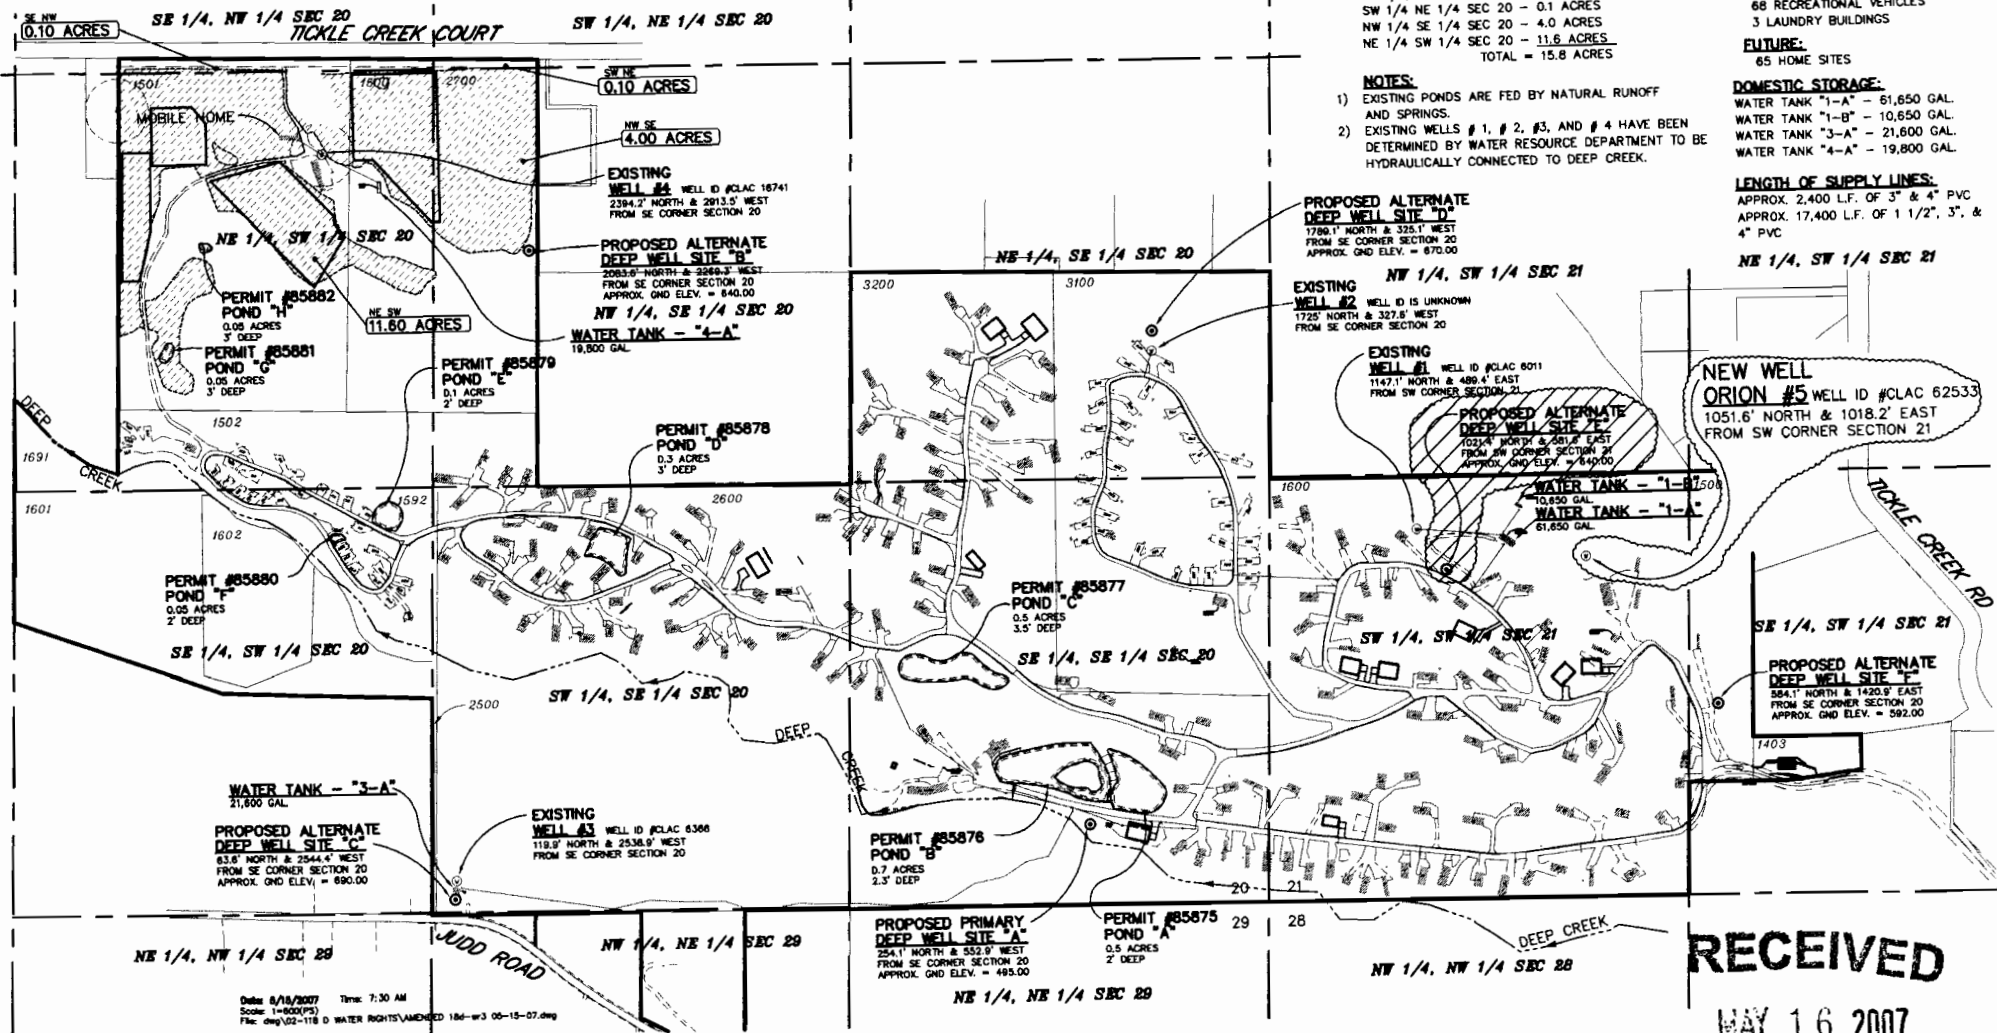 SE NW
0.10 ACRES
SE 1/4, NW 1/4 SEC 20
TICKLE CREEK COURT
SW 1/4, NE 1/4 SEC 20
SW 1/4 NE 1/4 SEC 20 - 0.1 ACRES
NW 1/4 SE 1/4 SEC 20 - 4.0 ACRES
NE 1/4 SW 1/4 SEC 20 - 11.6 ACRES
TOTAL = 15.8 ACRES
68 RECREATIONAL VEHICLES
3 LAUNDRY BUILDINGS
FUTURE:
65 HOME SITES
NOTES:
1) EXISTING PONDS ARE FED BY NATURAL RUNOFF
AND SPRINGS.
2) EXISTING WELLS # 1, # 2, #3, AND # 4 HAVE BEEN
DETERMINED BY WATER RESOURCE DEPARTMENT TO BE
HYDRAULICALLY CONNECTED TO DEEP CREEK.
DOMESTIC STORAGE:
WATER TANK "1-A" - 61,650 GAL.
WATER TANK "1-B" - 10,650 GAL.
WATER TANK "3-A" - 21,600 GAL.
WATER TANK "4-A" - 19,800 GAL.
LENGTH OF SUPPLY LINES:
APPROX. 2,400 L.F. OF 3" & 4" PVC
APPROX. 17,400 L.F. OF 1 1/2", 3", &
4" PVC
1501
1800
2700
SW NE
0.10 ACRES
MOBILE HOME
NW SE
4.00 ACRES
EXISTING
WELL #4 WELL ID #CLAC 16741
2394.2' NORTH & 2913.5' WEST
FROM SE CORNER SECTION 20
NE 1/4, SW 1/4 SEC 20
PROPOSED ALTERNATE
DEEP WELL SITE "B"
2083.6' NORTH & 2269.3' WEST
FROM SE CORNER SECTION 20
APPROX. GND ELEV. = 640.00
NW 1/4, SE 1/4 SEC 20
WATER TANK - "4-A"
19,800 GAL
PERMIT #85882
POND "H"
0.05 ACRES
3' DEEP
NE SW
11.60 ACRES
PERMIT #85881
POND "G"
0.05 ACRES
3' DEEP
PERMIT #85879
POND "E"
0.1 ACRES
2' DEEP
PERMIT #85878
POND "D"
0.3 ACRES
3' DEEP
3200
3100
NE 1/4, SE 1/4 SEC 20
PROPOSED ALTERNATE
DEEP WELL SITE "D"
1789.1' NORTH & 325.1' WEST
FROM SE CORNER SECTION 20
APPROX. GND ELEV. = 670.00
NW 1/4, SW 1/4 SEC 21
NE 1/4, SW 1/4 SEC 21
EXISTING
WELL #2 WELL ID IS UNKNOWN
1725' NORTH & 327.6' WEST
FROM SE CORNER SECTION 20
EXISTING
WELL #1 WELL ID #CLAC 6011
1147.1' NORTH & 489.4' EAST
FROM SW CORNER SECTION 21
PROPOSED ALTERNATE
DEEP WELL SITE "E"
1021.4' NORTH & 581.6' EAST
FROM SW CORNER SECTION 21
APPROX. GND ELEV. = 640.00
NEW WELL
ORION #5 WELL ID #CLAC 62533
1051.6' NORTH & 1018.2' EAST
FROM SW CORNER SECTION 21
WATER TANK - "1-B"
10,650 GAL
WATER TANK - "1-A"
61,650 GAL
1600
1500
TICKLE CREEK RD
DEEP
CREEK
1691
1502
1601
1602
1592
2600
PERMIT #85880
POND "F"
0.05 ACRES
2' DEEP
PERMIT #85877
POND "C"
0.5 ACRES
3.5' DEEP
SE 1/4, SW 1/4 SEC 20
SW 1/4, SE 1/4 SEC 20
SE 1/4, SE 1/4 SEC 20
SW 1/4, SW 1/4 SEC 21
SE 1/4, SW 1/4 SEC 21
PROPOSED ALTERNATE
DEEP WELL SITE "F"
584.1' NORTH & 1420.9' EAST
FROM SE CORNER SECTION 20
APPROX. GND ELEV. = 592.00
1403
2500
DEEP
CREEK
WATER TANK - "3-A"
21,600 GAL
PROPOSED ALTERNATE
DEEP WELL SITE "C"
63.6' NORTH & 2544.4' WEST
FROM SE CORNER SECTION 20
APPROX. GND ELEV. = 690.00
EXISTING
WELL #3 WELL ID #CLAC 6366
119.9' NORTH & 2536.9' WEST
FROM SE CORNER SECTION 20
PERMIT #85876
POND "B"
0.7 ACRES
2.3' DEEP
PROPOSED PRIMARY
DEEP WELL SITE "A"
254.1' NORTH & 552.9' WEST
FROM SE CORNER SECTION 20
APPROX. GND ELEV. = 495.00
PERMIT #85875
POND "A"
0.5 ACRES
2' DEEP
20 21
29 28
DEEP CREEK
JUDD ROAD
NE 1/4, NW 1/4 SEC 29
NW 1/4, NE 1/4 SEC 29
NE 1/4, NE 1/4 SEC 29
NW 1/4, NW 1/4 SEC 28
Time: 7:30 AM
RECEIVED
MAY 16 2007